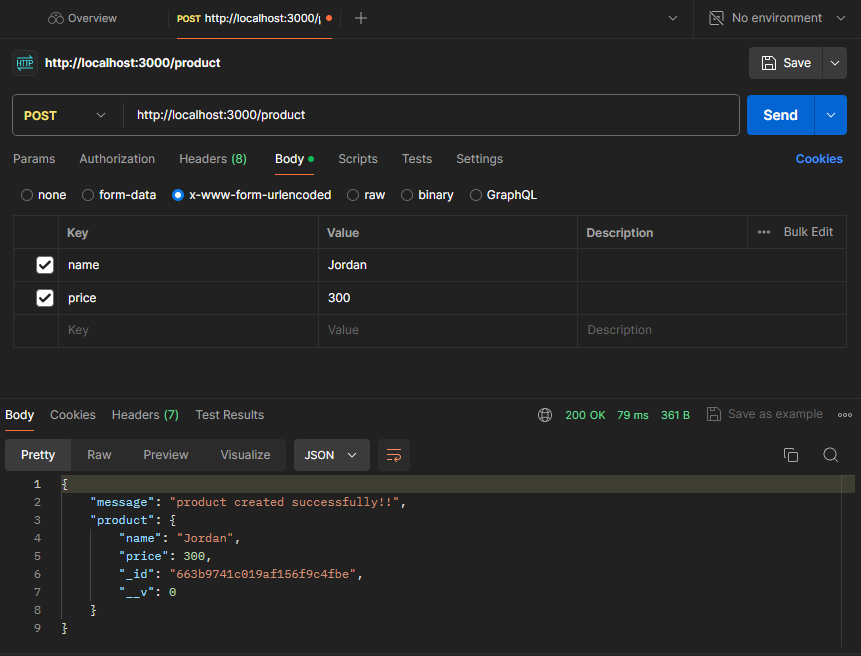 Overview POST http://localhost:3000/p No environment
HTTP http://localhost:3000/product Save
POST http://localhost:3000/product Send
Params Authorization Headers (8) Body Scripts Tests Settings Cookies
none form-data x-www-form-urlencoded raw binary GraphQL
Key Value Description Bulk Edit
name Jordan
price 300
Key Value Description
Body Cookies Headers (7) Test Results 200 OK 79 ms 361 B Save as example
Pretty Raw Preview Visualize JSON
1 {
2 "message": "product created successfully!!",
3 "product": {
4 "name": "Jordan",
5 "price": 300,
6 "_id": "663b9741c019af156f9c4fbe",
7 "__v": 0
8 }
9 }